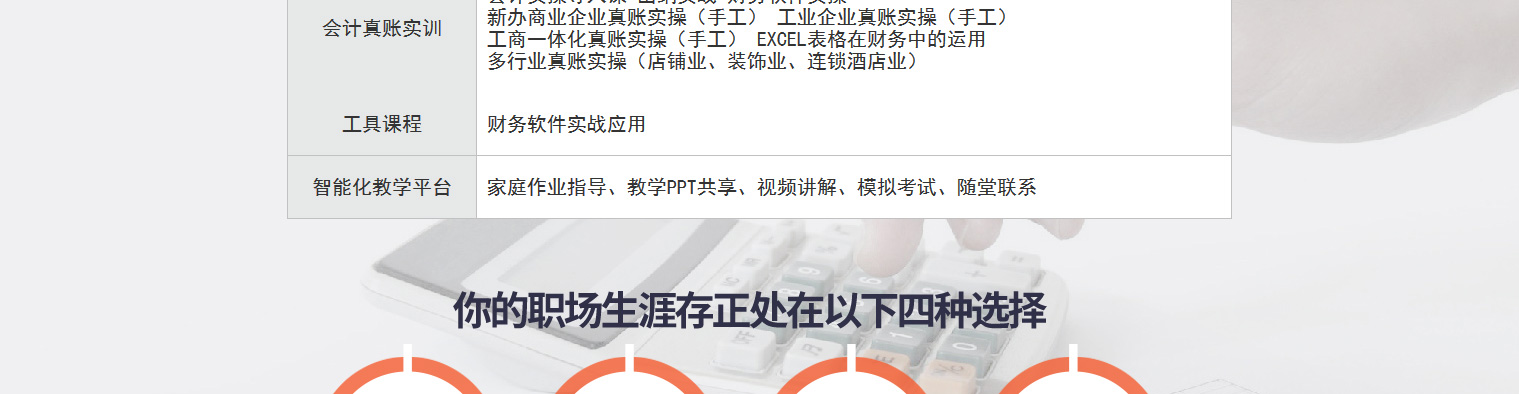 会计真账实训
新办商业企业真账实操（手工） 工业企业真账实操（手工）
工商一体化真账实操（手工） EXCEL表格在财务中的运用
多行业真账实操（店铺业、装饰业、连锁酒店业）
工具课程
财务软件实战应用
智能化教学平台
家庭作业指导、教学PPT共享、视频讲解、模拟考试、随堂联系
你的职场生涯存正处在以下四种选择